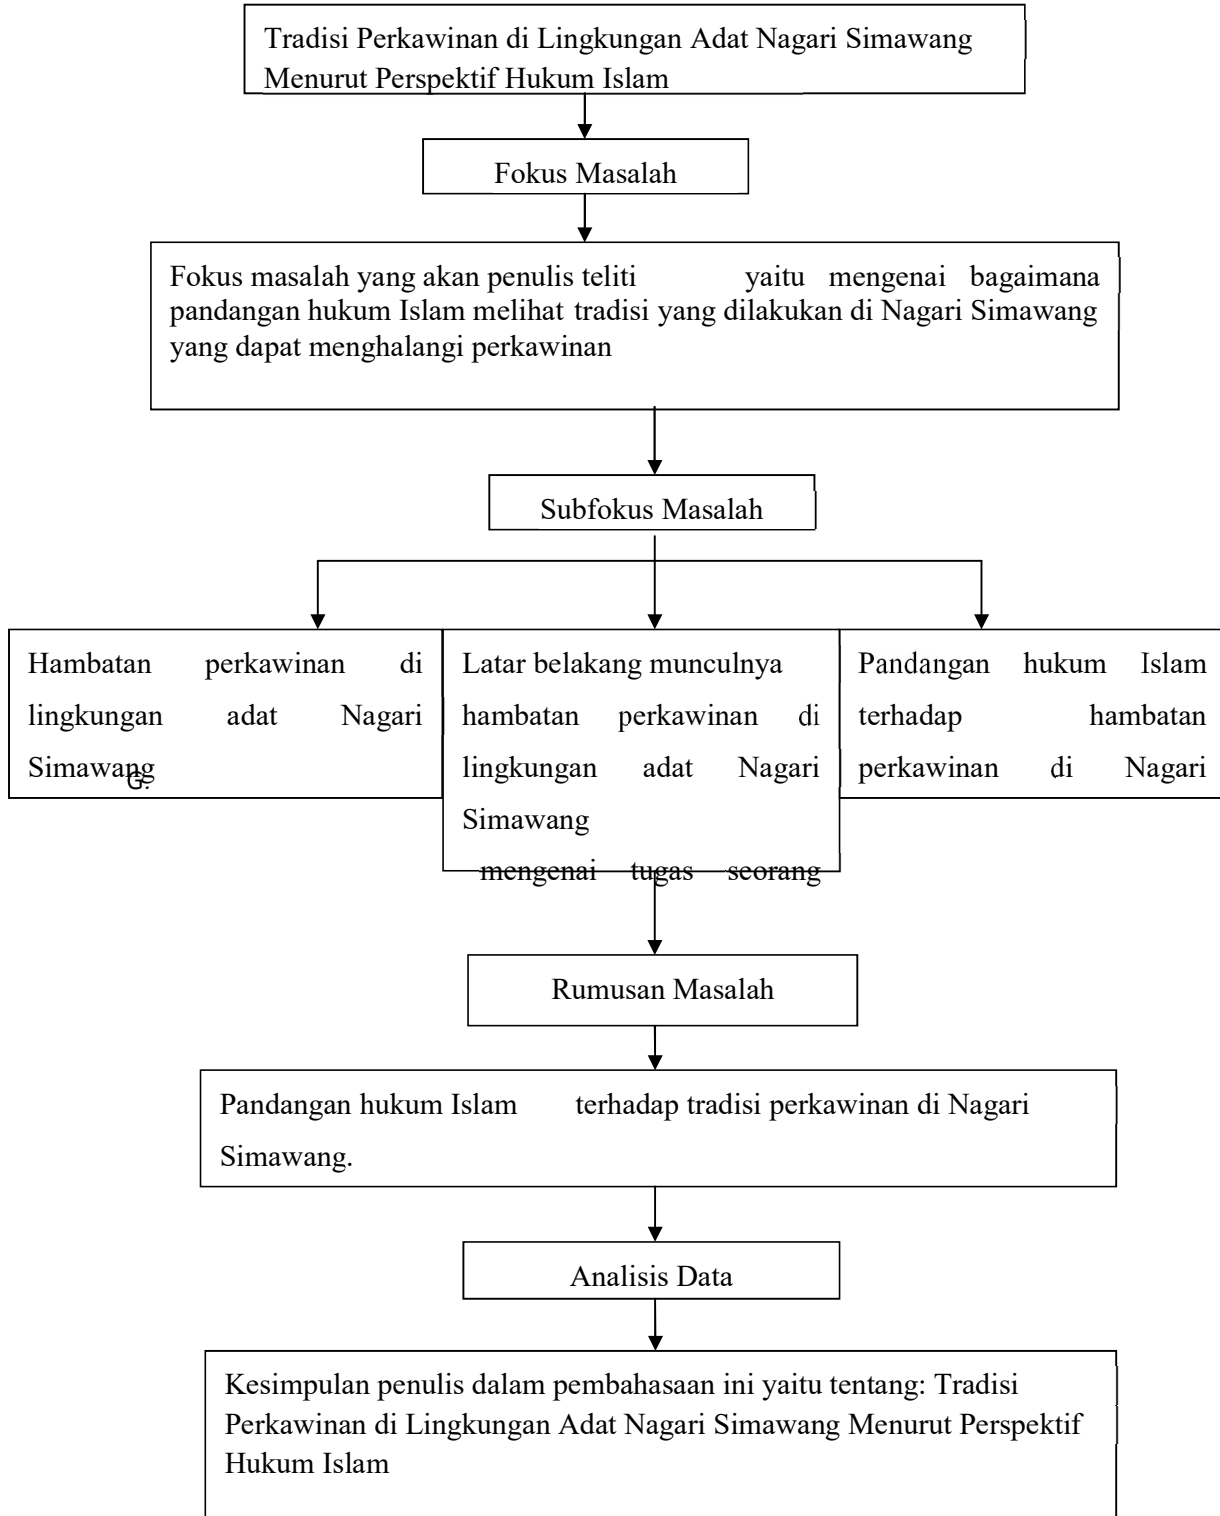 Tradisi Perkawinan di Lingkungan Adat Nagari Simawang
Menurut Perspektif Hukum Islam
Fokus Masalah
Fokus masalah yang akan penulis teliti yaitu mengenai bagaimana
pandangan hukum Islam melihat tradisi yang dilakukan di Nagari Simawang
yang dapat menghalangi perkawinan
Subfokus Masalah
Hambatan perkawinan di
lingkungan adat Nagari
Simawang
G.
Latar belakang munculnya
hambatan perkawinan di
lingkungan adat Nagari
Simawang
mengenai tugas seorang
Pandangan hukum Islam
terhadap hambatan
perkawinan di Nagari
Rumusan Masalah
Pandangan hukum Islam terhadap tradisi perkawinan di Nagari
Simawang.
Analisis Data
Kesimpulan penulis dalam pembahasaan ini yaitu tentang: Tradisi
Perkawinan di Lingkungan Adat Nagari Simawang Menurut Perspektif
Hukum Islam